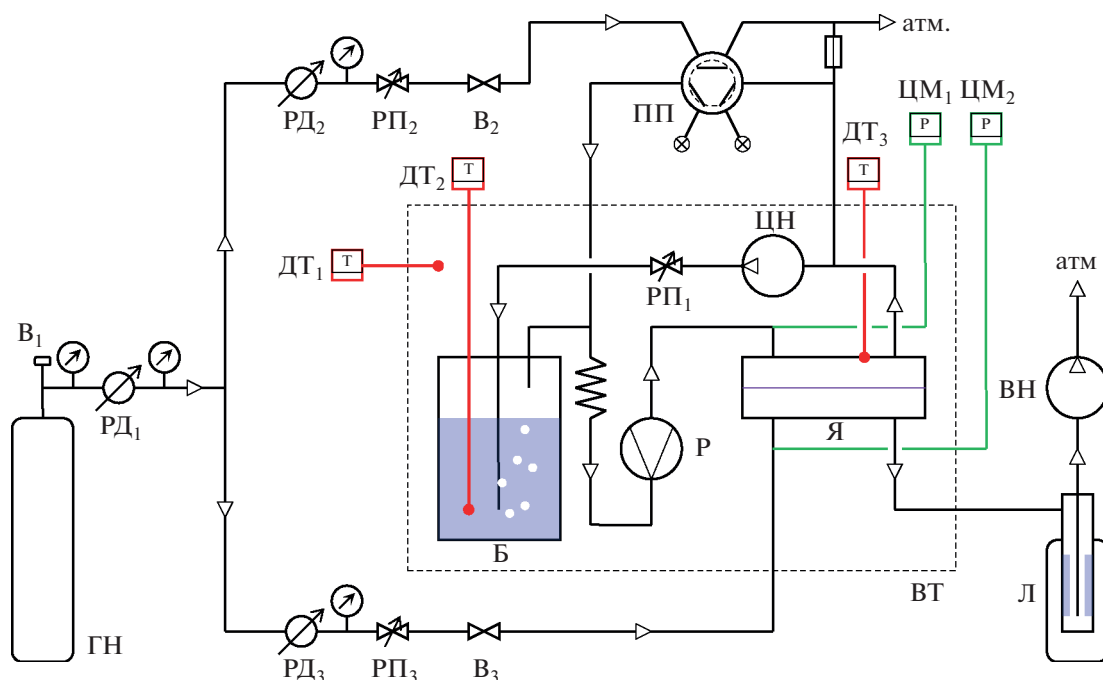 атм.
ЦМ₁ ЦМ₂
P P
РД₂ РП₂ В₂ ПП
ДТ₃
T
ДТ₂ T
ЦН
ДТ₁ T
РП₁
атм
В₁
РД₁
ВН
Я
Р
Б
ВТ
Л
ГН
РД₃ РП₃ В₃